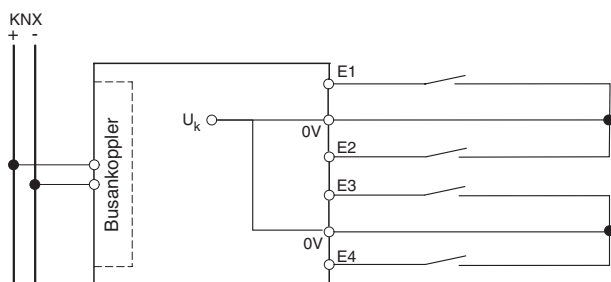 KNX
+ -
E1
Uk
0V
E2
Busankoppler
E3
0V
E4